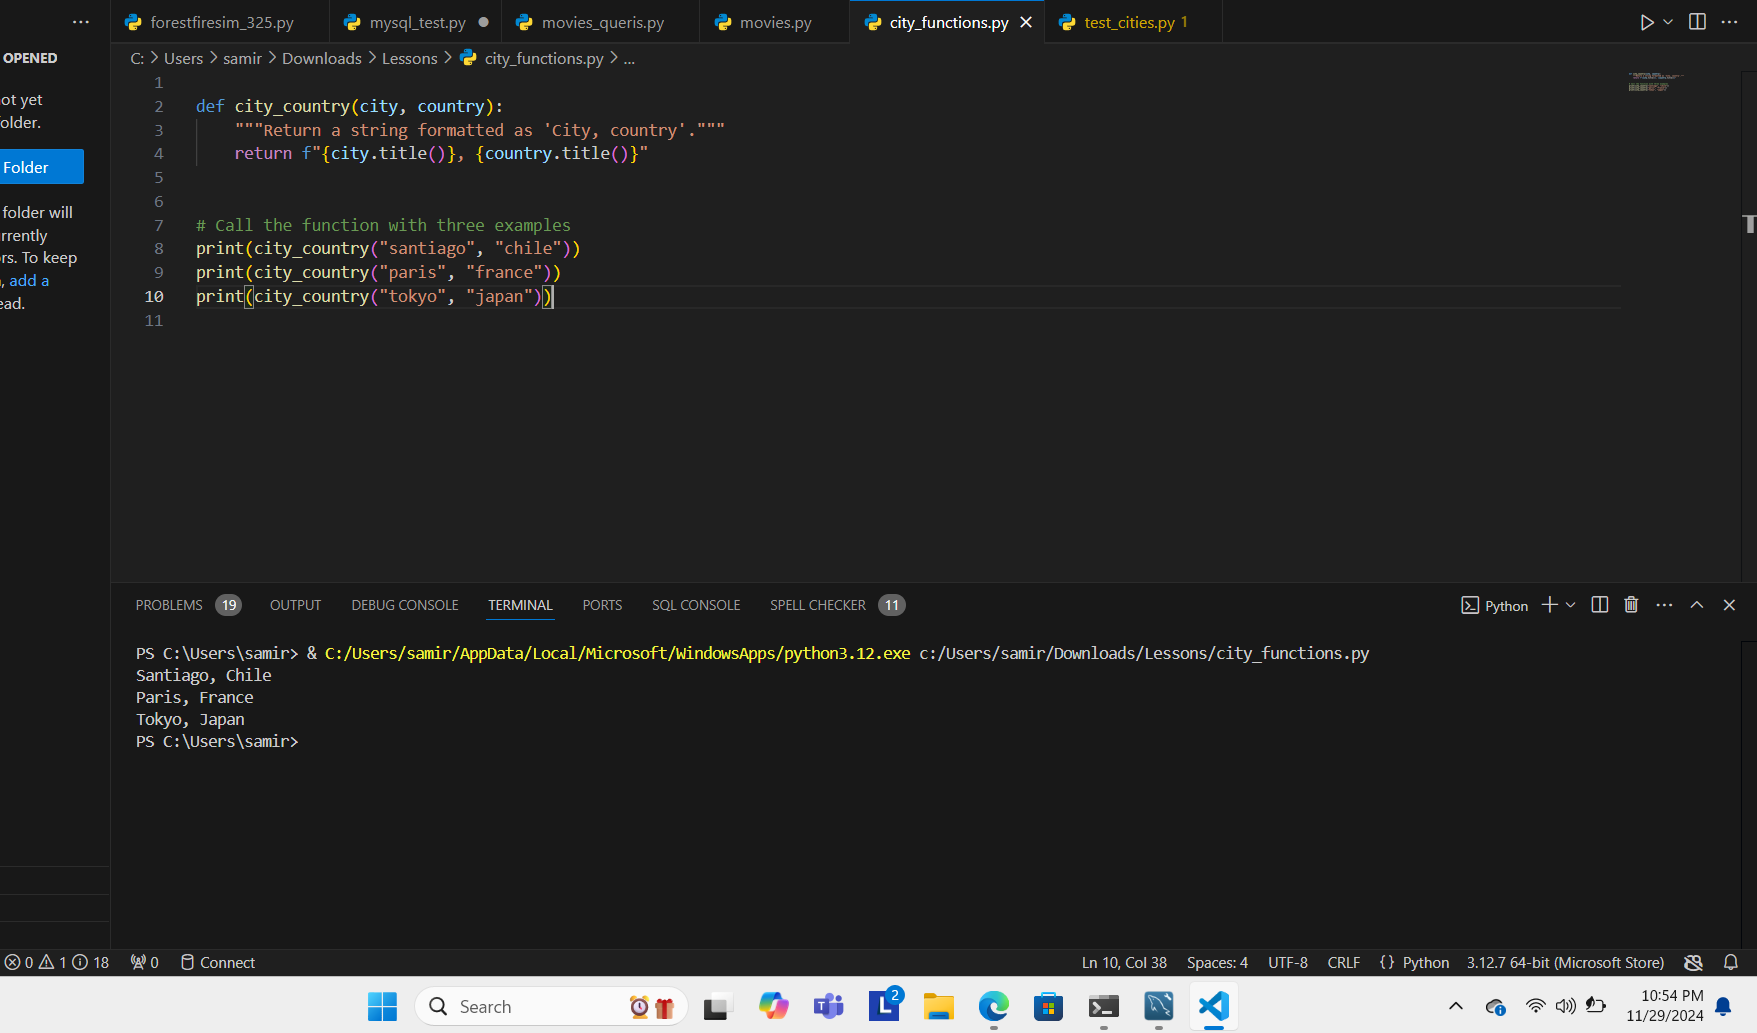 forestfiresim_325.py mysql_test.py movies_queris.py movies.py city_functions.py test_cities.py 1
C: > Users > samir > Downloads > Lessons > city_functions.py > ...
OPENED
ot yet
older.
Folder
folder will
rrently
rs. To keep
, add a
ead.
1
2 def city_country(city, country):
3 """Return a string formatted as 'City, country'."""
4 return f"{city.title()}, {country.title()}"
5
6
7 # Call the function with three examples
8 print(city_country("santiago", "chile"))
9 print(city_country("paris", "france"))
10 print(city_country("tokyo", "japan"))
11
PROBLEMS 19 OUTPUT DEBUG CONSOLE TERMINAL PORTS SQL CONSOLE SPELL CHECKER 11 Python
PS C:\Users\samir> & C:/Users/samir/AppData/Local/Microsoft/WindowsApps/python3.12.exe c:/Users/samir/Downloads/Lessons/city_functions.py
Santiago, Chile
Paris, France
Tokyo, Japan
PS C:\Users\samir>
0 1 18 0 Connect Ln 10, Col 38 Spaces: 4 UTF-8 CRLF {} Python 3.12.7 64-bit (Microsoft Store)
Search L 2 10:54 PM
11/29/2024